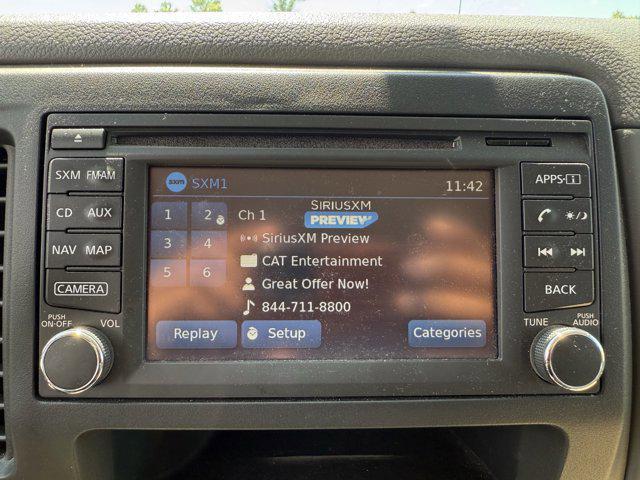 SXM FM·AM
CD AUX
NAV MAP
CAMERA
PUSH
ON·OFF
VOL
sxm SXM1
11:42
1 2
3 4
5 6
Ch 1
SIRIUSXM
PREVIEW
SiriusXM Preview
CAT Entertainment
Great Offer Now!
844-711-8800
Replay
Setup
Categories
APPS·i
BACK
TUNE
PUSH
AUDIO